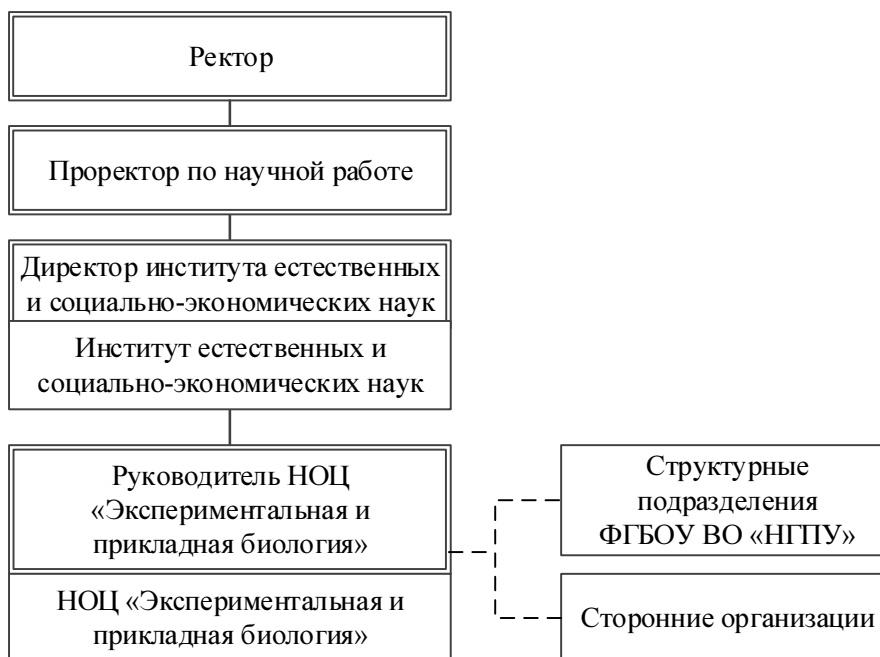 Ректор
Проректор по научной работе
Директор института естественных
и социально-экономических наук
Институт естественных и
социально-экономических наук
Руководитель НОЦ
«Экспериментальная и
прикладная биология»
НОЦ «Экспериментальная и
прикладная биология»
Структурные
подразделения
ФГБОУ ВО «НГПУ»
Сторонние организации